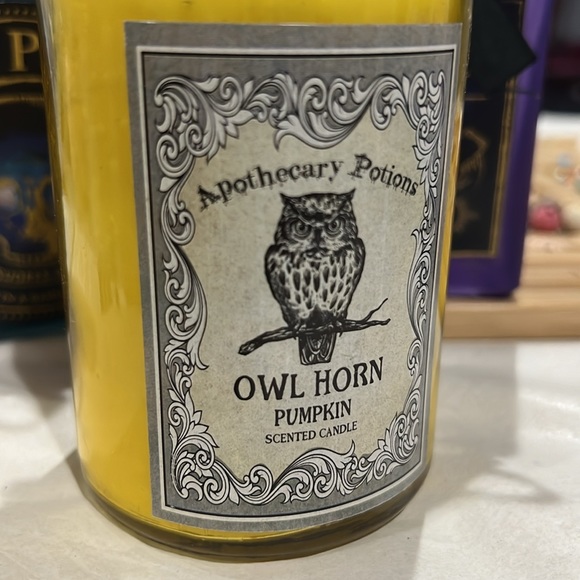 P
Apothecary Potions
OWL HORN
PUMPKIN
SCENTED CANDLE